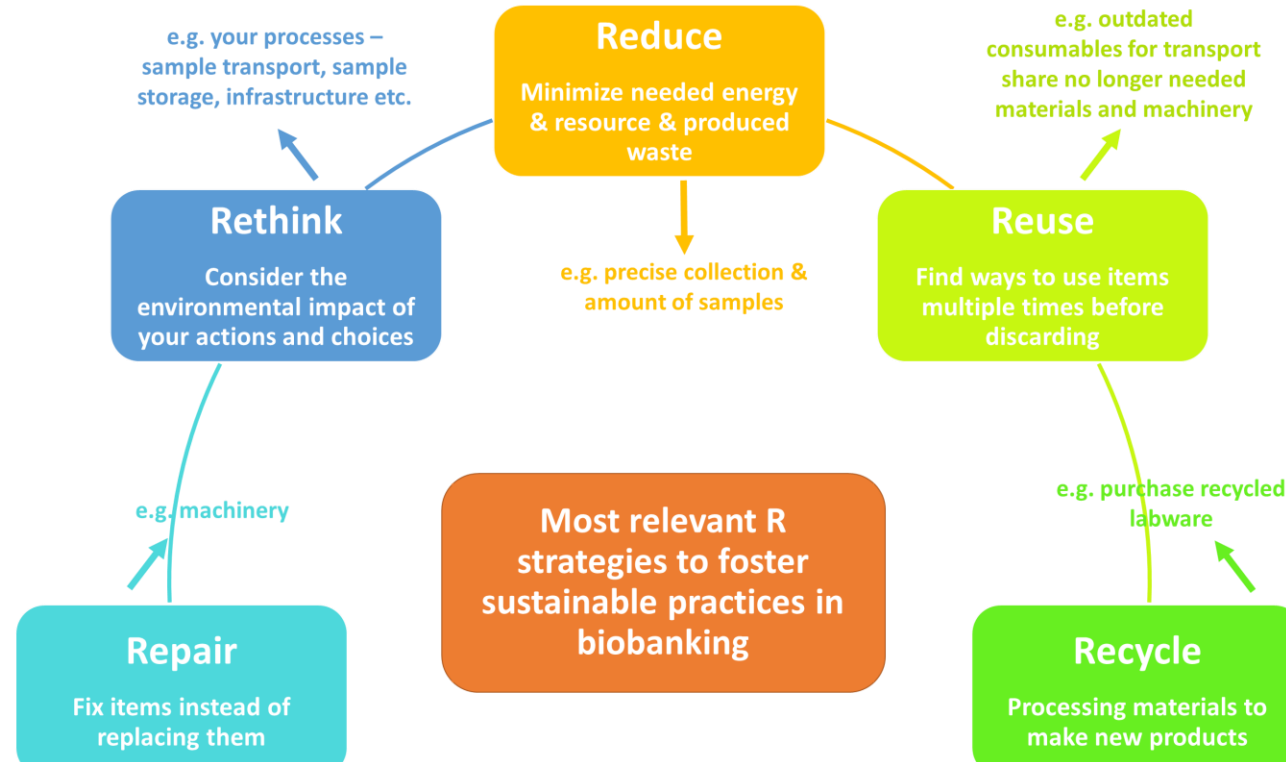 e.g. your processes –
sample transport, sample
storage, infrastructure etc.
Reduce
Minimize needed energy
& resource & produced
waste
e.g. outdated
consumables for transport
share no longer needed
materials and machinery
Rethink
Consider the
environmental impact of
your actions and choices
e.g. precise collection &
amount of samples
Reuse
Find ways to use items
multiple times before
discarding
e.g. machinery
Most relevant R
strategies to foster
sustainable practices in
biobanking
e.g. purchase recycled
labware
Repair
Fix items instead of
replacing them
Recycle
Processing materials to
make new products